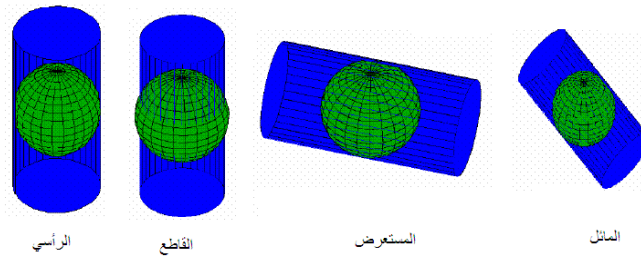 الرأسي
القاطع
المستعرض
المائل